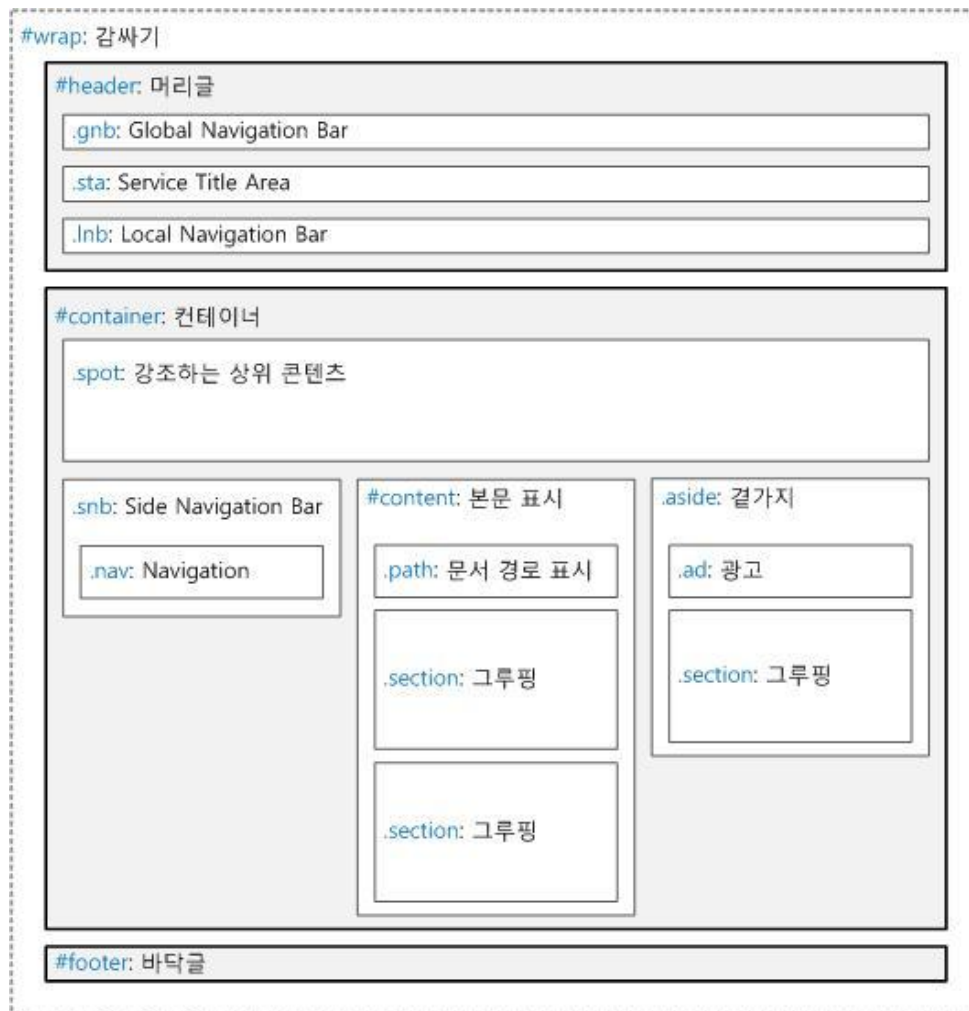 #wrap: 감싸기
#header: 머리글
.gnb: Global Navigation Bar
.sta: Service Title Area
.lnb: Local Navigation Bar
#container: 컨테이너
.spot: 강조하는 상위 콘텐츠
.snb: Side Navigation Bar
.nav: Navigation
#content: 본문 표시
.path: 문서 경로 표시
.section: 그루핑
.section: 그루핑
.aside: 곁가지
.ad: 광고
.section: 그루핑
#footer: 바닥글